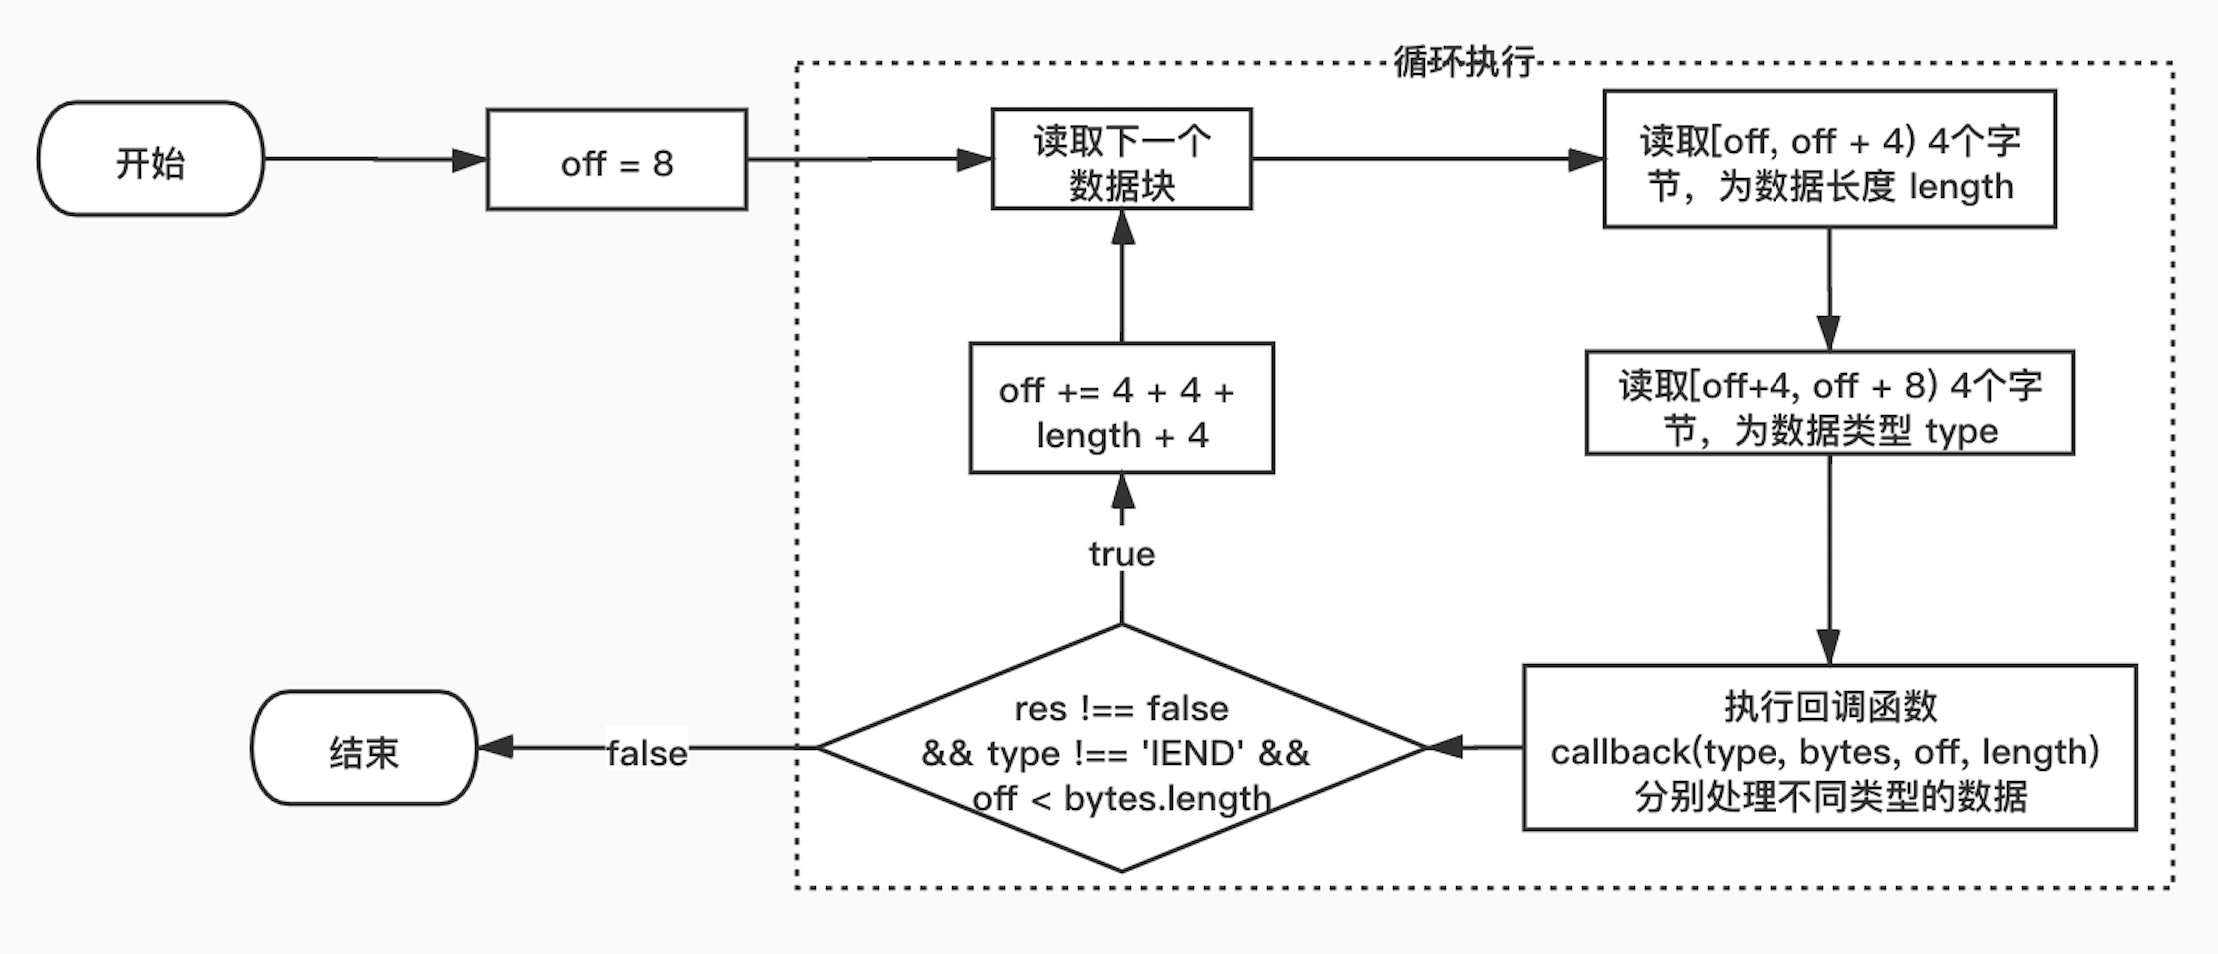 循环执行
开始
off = 8
读取下一个
数据块
读取[off, off + 4) 4个字
节，为数据长度 length
off += 4 + 4 +
length + 4
读取[off+4, off + 8) 4个字
节，为数据类型 type
true
结束
false
res !== false
&& type !== 'IEND' &&
off < bytes.length
执行回调函数
callback(type, bytes, off, length)
分别处理不同类型的数据